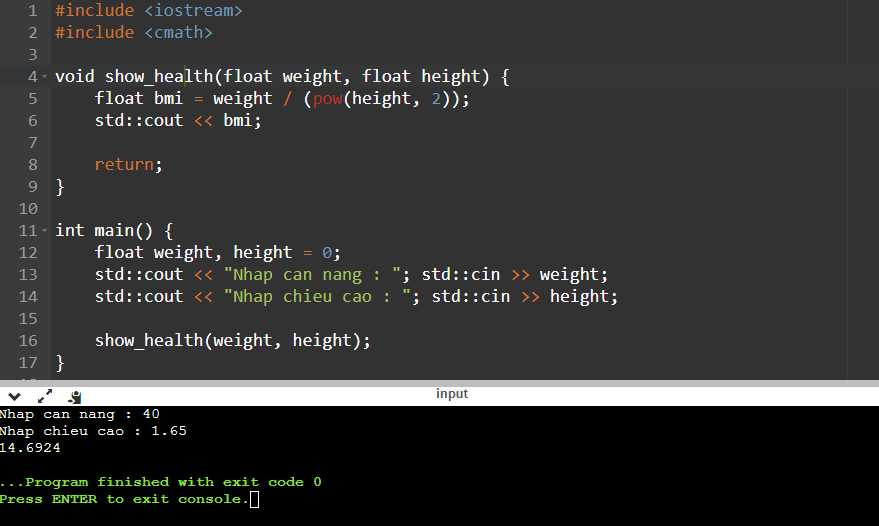 1 #include <iostream>
2 #include <cmath>
3
4 void show_health(float weight, float height) {
5     float bmi = weight / (pow(height, 2));
6     std::cout << bmi;
7
8     return;
9 }
10
11 int main() {
12     float weight, height = 0;
13     std::cout << "Nhap can nang : "; std::cin >> weight;
14     std::cout << "Nhap chieu cao : "; std::cin >> height;
15
16     show_health(weight, height);
17 }
input
Nhap can nang : 40
Nhap chieu cao : 1.65
14.6924
...Program finished with exit code 0
Press ENTER to exit console.